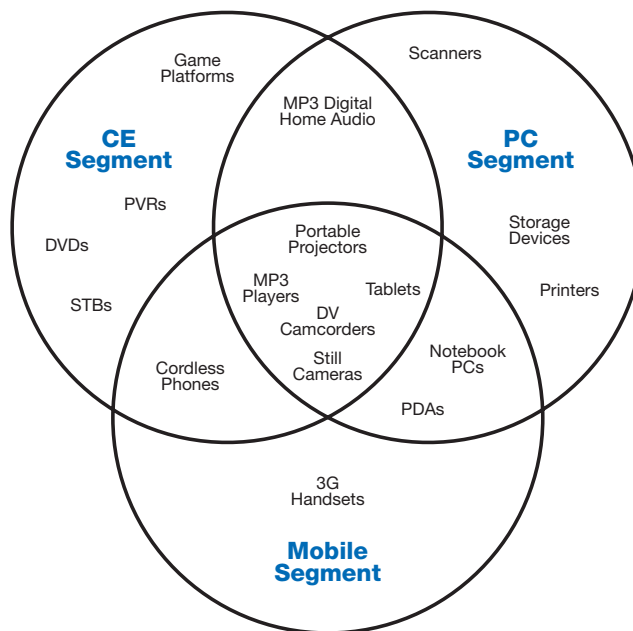 Game
Platforms
Scanners
MP3 Digital
Home Audio
CE
Segment
PC
Segment
PVRs
DVDs
STBs
Storage
Devices
Printers
Portable
Projectors
MP3
Players
Tablets
DV
Camcorders
Still
Cameras
Cordless
Phones
Notebook
PCs
PDAs
3G
Handsets
Mobile
Segment